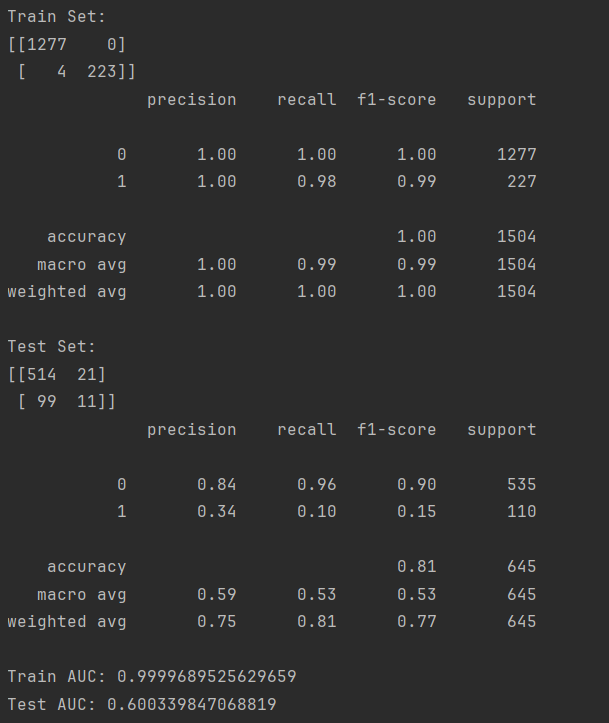 Train Set:
[[1277    0]
 [   4  223]]
              precision    recall  f1-score   support

           0       1.00      1.00      1.00      1277
           1       1.00      0.98      0.99       227

    accuracy                           1.00      1504
   macro avg       1.00      0.99      0.99      1504
weighted avg       1.00      1.00      1.00      1504

Test Set:
[[514  21]
 [ 99  11]]
              precision    recall  f1-score   support

           0       0.84      0.96      0.90       535
           1       0.34      0.10      0.15       110

    accuracy                           0.81       645
   macro avg       0.59      0.53      0.53       645
weighted avg       0.75      0.81      0.77       645

Train AUC: 0.9999689525629659
Test AUC: 0.600339847068819